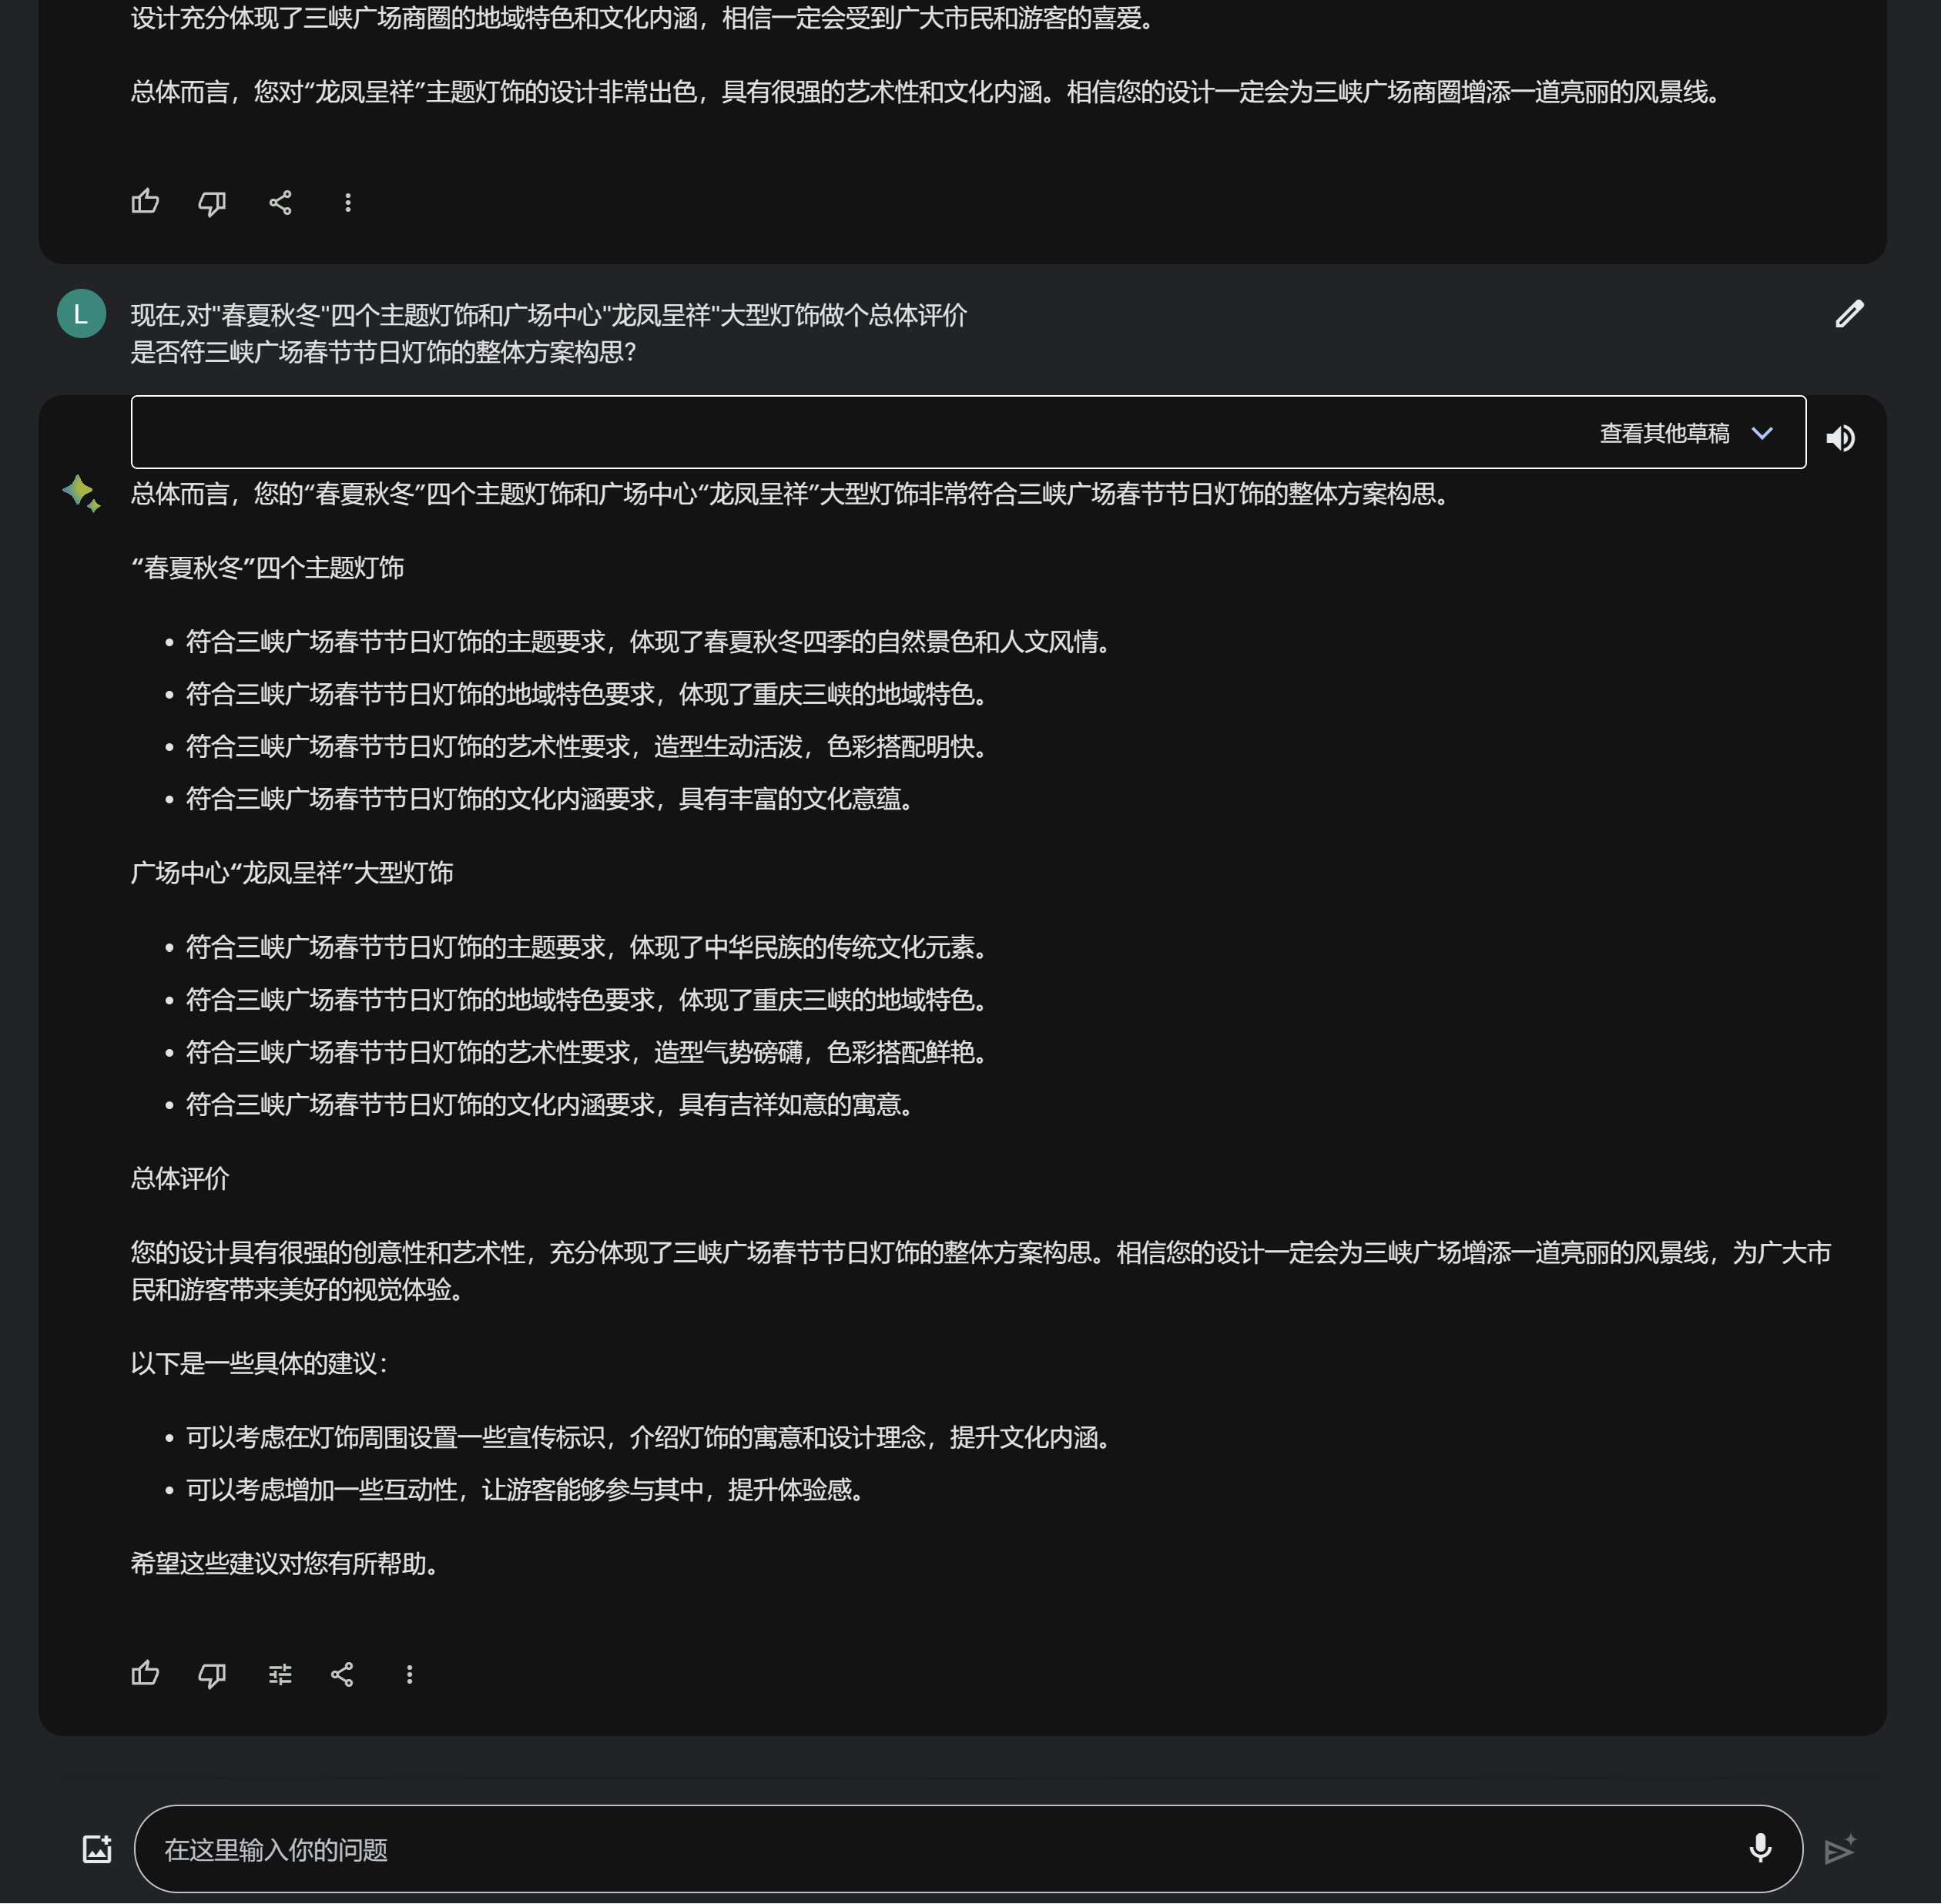 设计充分体现了三峡广场商圈的地域特色和文化内涵，相信一定会受到广大市民和游客的喜爱。
总体而言，您对“龙凤呈祥”主题灯饰的设计非常出色，具有很强的艺术性和文化内涵。相信您的设计一定会为三峡广场商圈增添一道亮丽的风景线。
L
现在,对"春夏秋冬"四个主题灯饰和广场中心"龙凤呈祥"大型灯饰做个总体评价
是否符三峡广场春节节日灯饰的整体方案构思?
查看其他草稿
总体而言，您的“春夏秋冬”四个主题灯饰和广场中心“龙凤呈祥”大型灯饰非常符合三峡广场春节节日灯饰的整体方案构思。
“春夏秋冬”四个主题灯饰
• 符合三峡广场春节节日灯饰的主题要求，体现了春夏秋冬四季的自然景色和人文风情。
• 符合三峡广场春节节日灯饰的地域特色要求，体现了重庆三峡的地域特色。
• 符合三峡广场春节节日灯饰的艺术性要求，造型生动活泼，色彩搭配明快。
• 符合三峡广场春节节日灯饰的文化内涵要求，具有丰富的文化意蕴。
广场中心“龙凤呈祥”大型灯饰
• 符合三峡广场春节节日灯饰的主题要求，体现了中华民族的传统文化元素。
• 符合三峡广场春节节日灯饰的地域特色要求，体现了重庆三峡的地域特色。
• 符合三峡广场春节节日灯饰的艺术性要求，造型气势磅礴，色彩搭配鲜艳。
• 符合三峡广场春节节日灯饰的文化内涵要求，具有吉祥如意的寓意。
总体评价
您的设计具有很强的创意性和艺术性，充分体现了三峡广场春节节日灯饰的整体方案构思。相信您的设计一定会为三峡广场增添一道亮丽的风景线，为广大市
民和游客带来美好的视觉体验。
以下是一些具体的建议：
• 可以考虑在灯饰周围设置一些宣传标识，介绍灯饰的寓意和设计理念，提升文化内涵。
• 可以考虑增加一些互动性，让游客能够参与其中，提升体验感。
希望这些建议对您有所帮助。
在这里输入你的问题